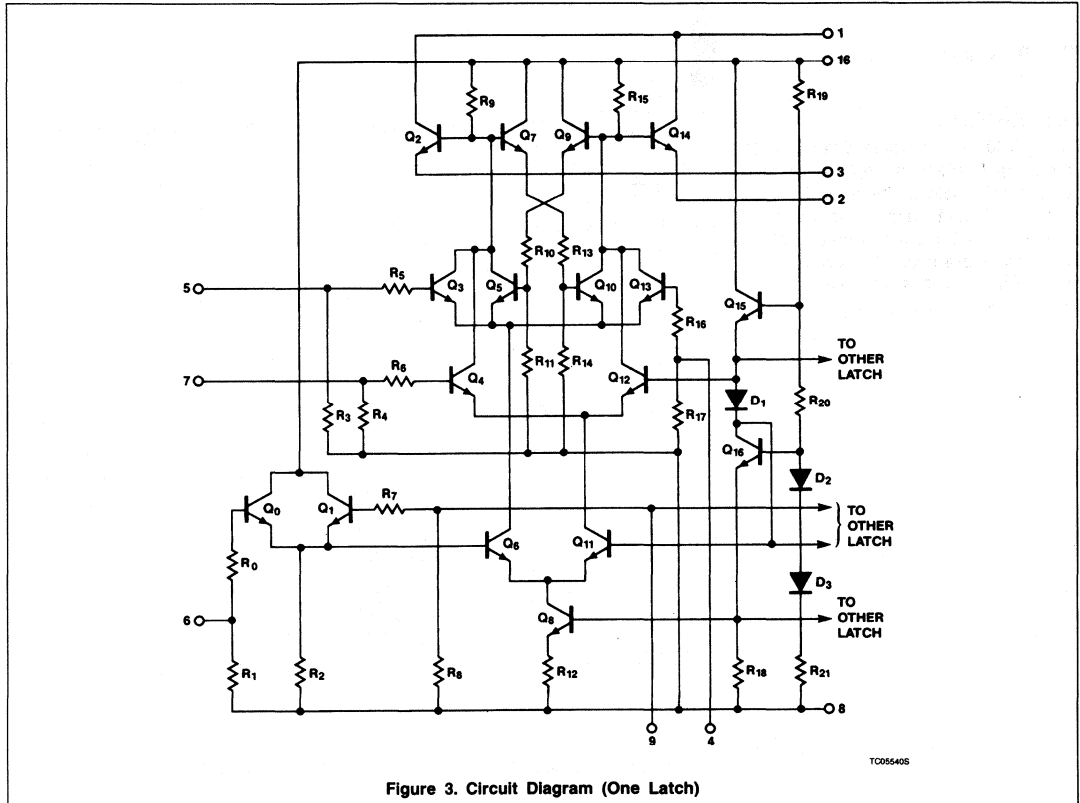 1
16
R9
R15
R19
Q2
Q7
Q9
Q14
3
2
R10
R13
5
R5
Q3
Q5
Q10
Q13
Q15
R16
TO
OTHER
LATCH
7
R6
Q4
R11
R14
Q12
D1
R20
R3
R4
R17
Q16
D2
Q0
Q1
R7
TO
OTHER
LATCH
Q6
Q11
R0
D3
6
Q8
TO
OTHER
LATCH
R1
R2
R8
R12
R18
R21
8
9
4
TC05540S
Figure 3. Circuit Diagram (One Latch)